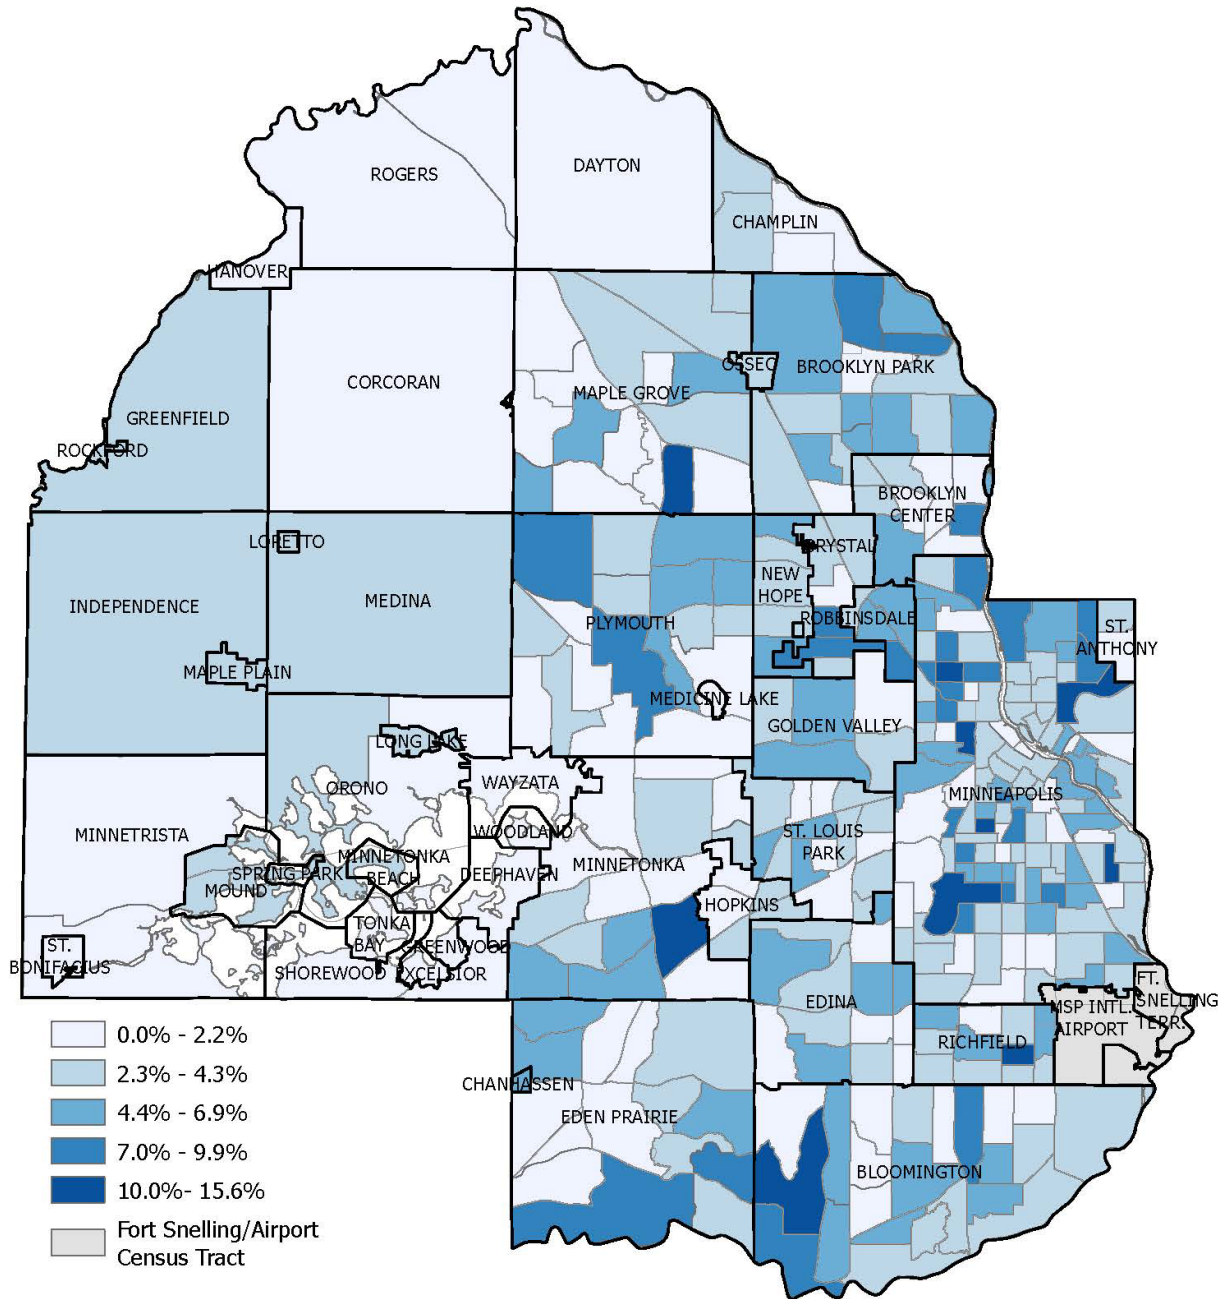 ROGERS
DAYTON
CHAMPLIN
HANOVER
CORCORAN
GREENFIELD
ROCKFORD
MAPLE GROVE
OSSEO
BROOKLYN PARK
BROOKLYN
CENTER
LORETTO
INDEPENDENCE
MEDINA
MAPLE PLAIN
PLYMOUTH
CRYSTAL
NEW
HOPE
ROBBINSDALE
ST.
ANTHONY
MEDICINE LAKE
GOLDEN VALLEY
LONG LAKE
ORONO
WAYZATA
WOODLAND
MINNETRISTA
MINNETONKA
BEACH
SPRING PARK
MOUND
DEEPHAVEN
MINNETONKA
ST. LOUIS
PARK
MINNEAPOLIS
HOPKINS
TONKA
BAY
GREENWOOD
ST.
BONIFACIUS
SHOREWOOD
EXCELSIOR
EDINA
RICHFIELD
MSP INTL.
AIRPORT
FT.
SNELLING
TERR.
CHANHASSEN
EDEN PRAIRIE
BLOOMINGTON
0.0% - 2.2%
2.3% - 4.3%
4.4% - 6.9%
7.0% - 9.9%
10.0%- 15.6%
Fort Snelling/Airport
Census Tract